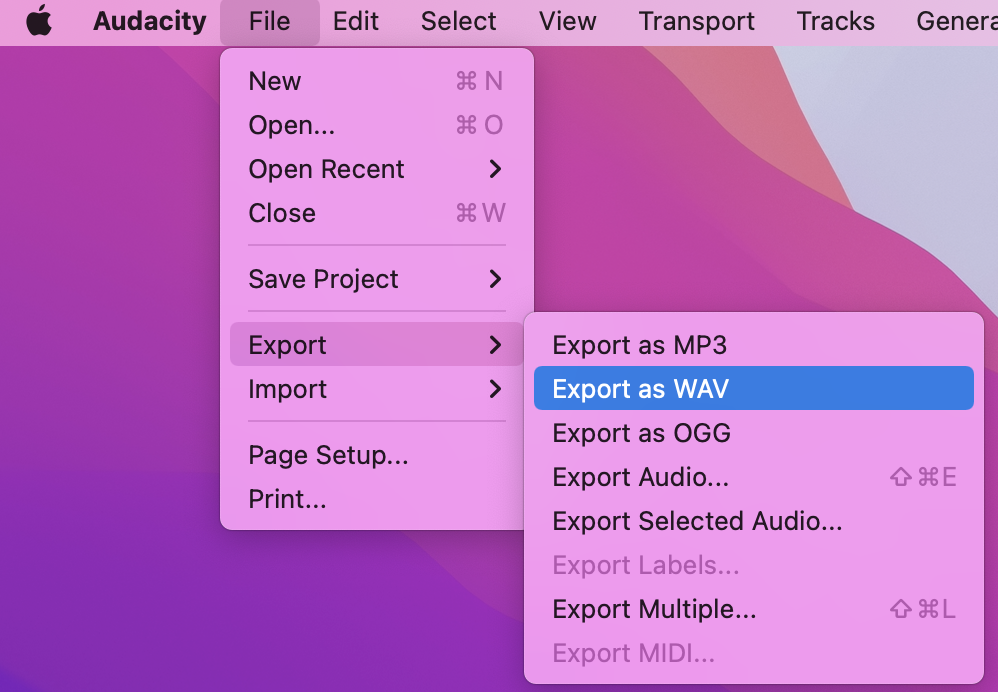 Audacity File Edit Select View Transport Tracks Genera
New ⌘ N
Open... ⌘ O
Open Recent
Close ⌘ W
Save Project
Export
Import
Page Setup...
Print...
Export as MP3
Export as WAV
Export as OGG
Export Audio... ⇧⌘E
Export Selected Audio...
Export Labels...
Export Multiple... ⇧⌘L
Export MIDI...